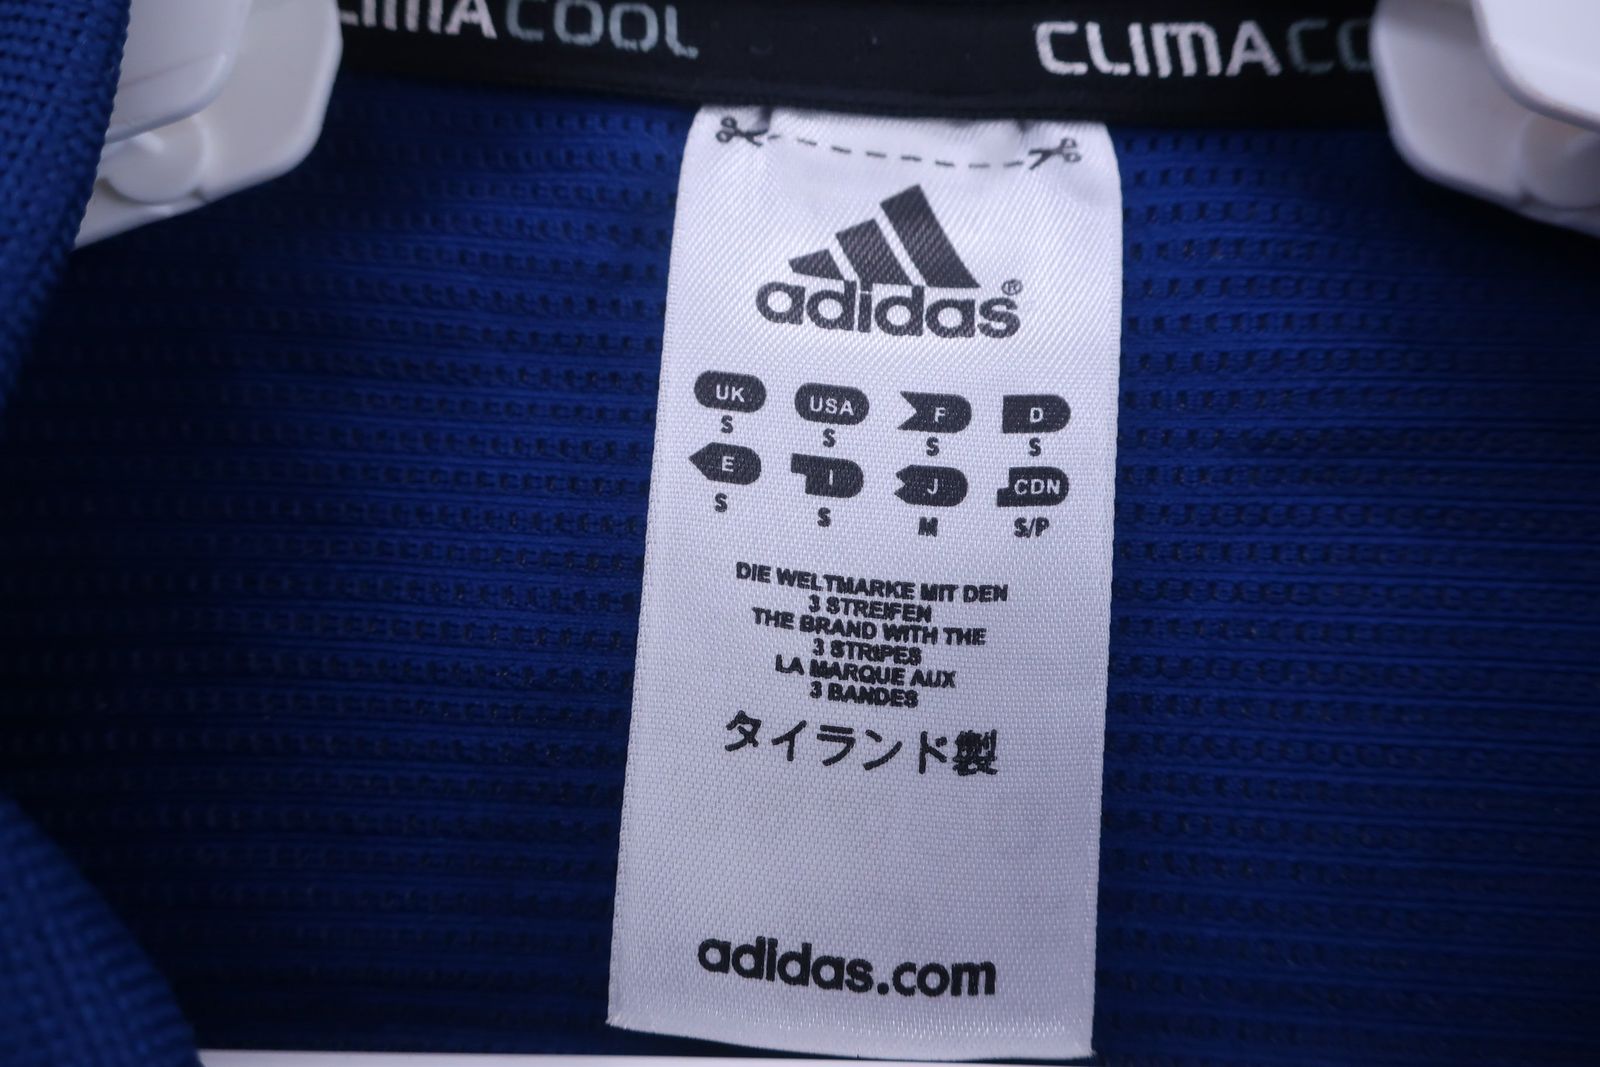 CLIMACOOL CLIMACO
adidas®
UK USA F D
S S S S
E I J CDN
S S M S/P
DIE WELTMARKE MIT DEN
3 STREIFEN
THE BRAND WITH THE
3 STRIPES
LA MARQUE AUX
3 BANDES
タイランド製
adidas.com